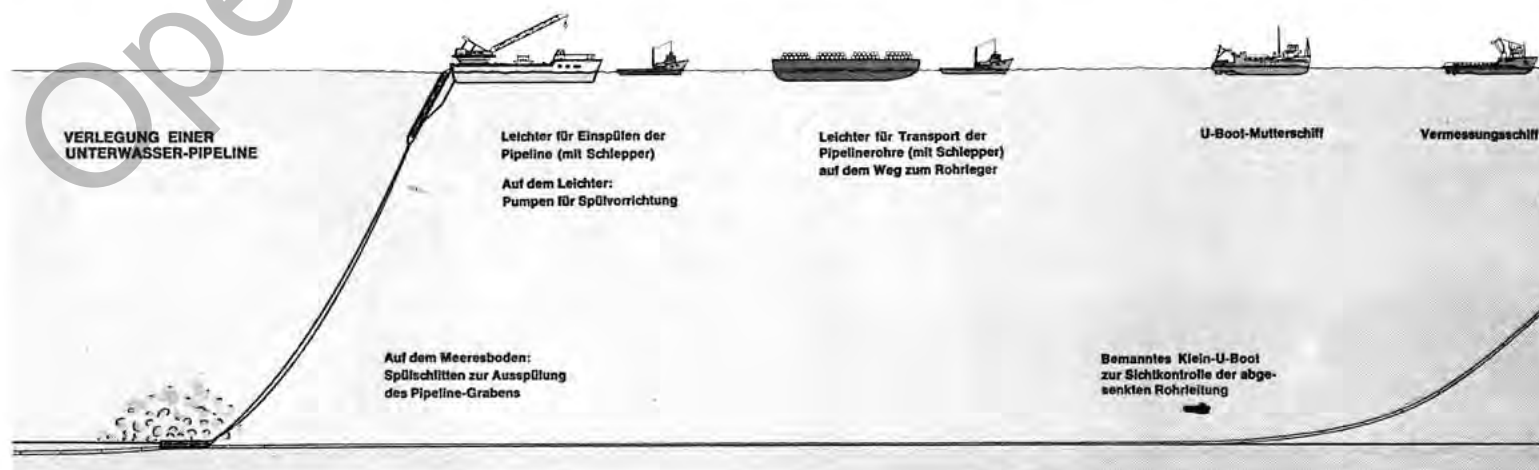 Ope
VERLEGUNG EINER
UNTERWASSER-PIPELINE
Leichter für Einspülen der
Pipeline (mit Schlepper)
Auf dem Leichter:
Pumpen für Spülvorrichtung
Leichter für Transport der
Pipelinerohre (mit Schlepper)
auf dem Weg zum Rohrleger
U-Boot-Mutterschiff
Vermessungsschiff
Auf dem Meeresboden:
Spülschlitten zur Ausspülung
des Pipeline-Grabens
Bemanntes Klein-U-Boot
zur Sichtkontrolle der abge-
senkten Rohrleitung